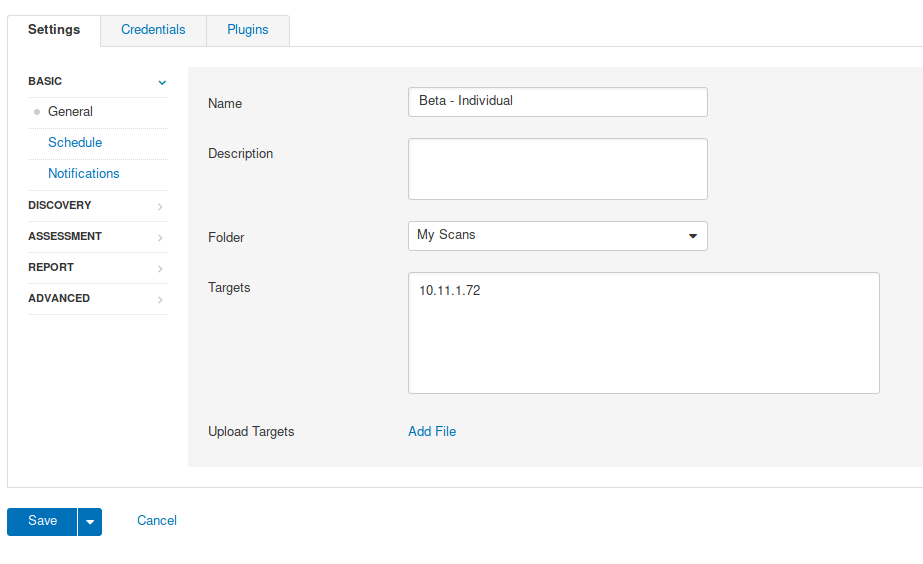 Settings Credentials Plugins
BASIC
General
Schedule
Notifications
DISCOVERY
ASSESSMENT
REPORT
ADVANCED
Name Beta - Individual
Description
Folder My Scans
Targets 10.11.1.72
Upload Targets Add File
Save Cancel